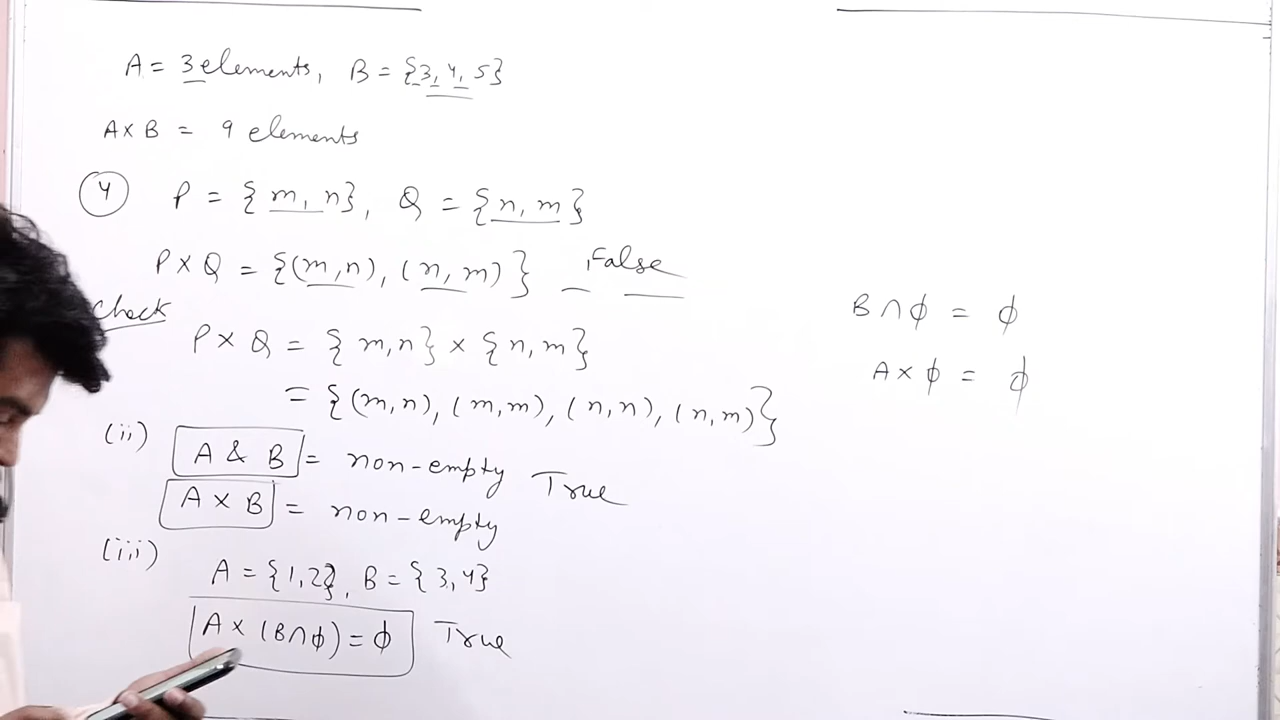 A = 3 elements, B = {3, 4, 5}
A × B = 9 elements
4 P = {m, n}, Q = {n, m}
P × Q = {(m,n), (n, m)} False
Check
P × Q = {m,n} × {n, m}
= {(m,n), (m,m), (n,n), (n,m)}
(ii) A & B = non-empty True
A × B = non-empty
(iii)
A = {1,2}, B = {3,4}
A × (B∩ϕ) = ϕ True
B∩ϕ = ϕ
A × ϕ = ϕ